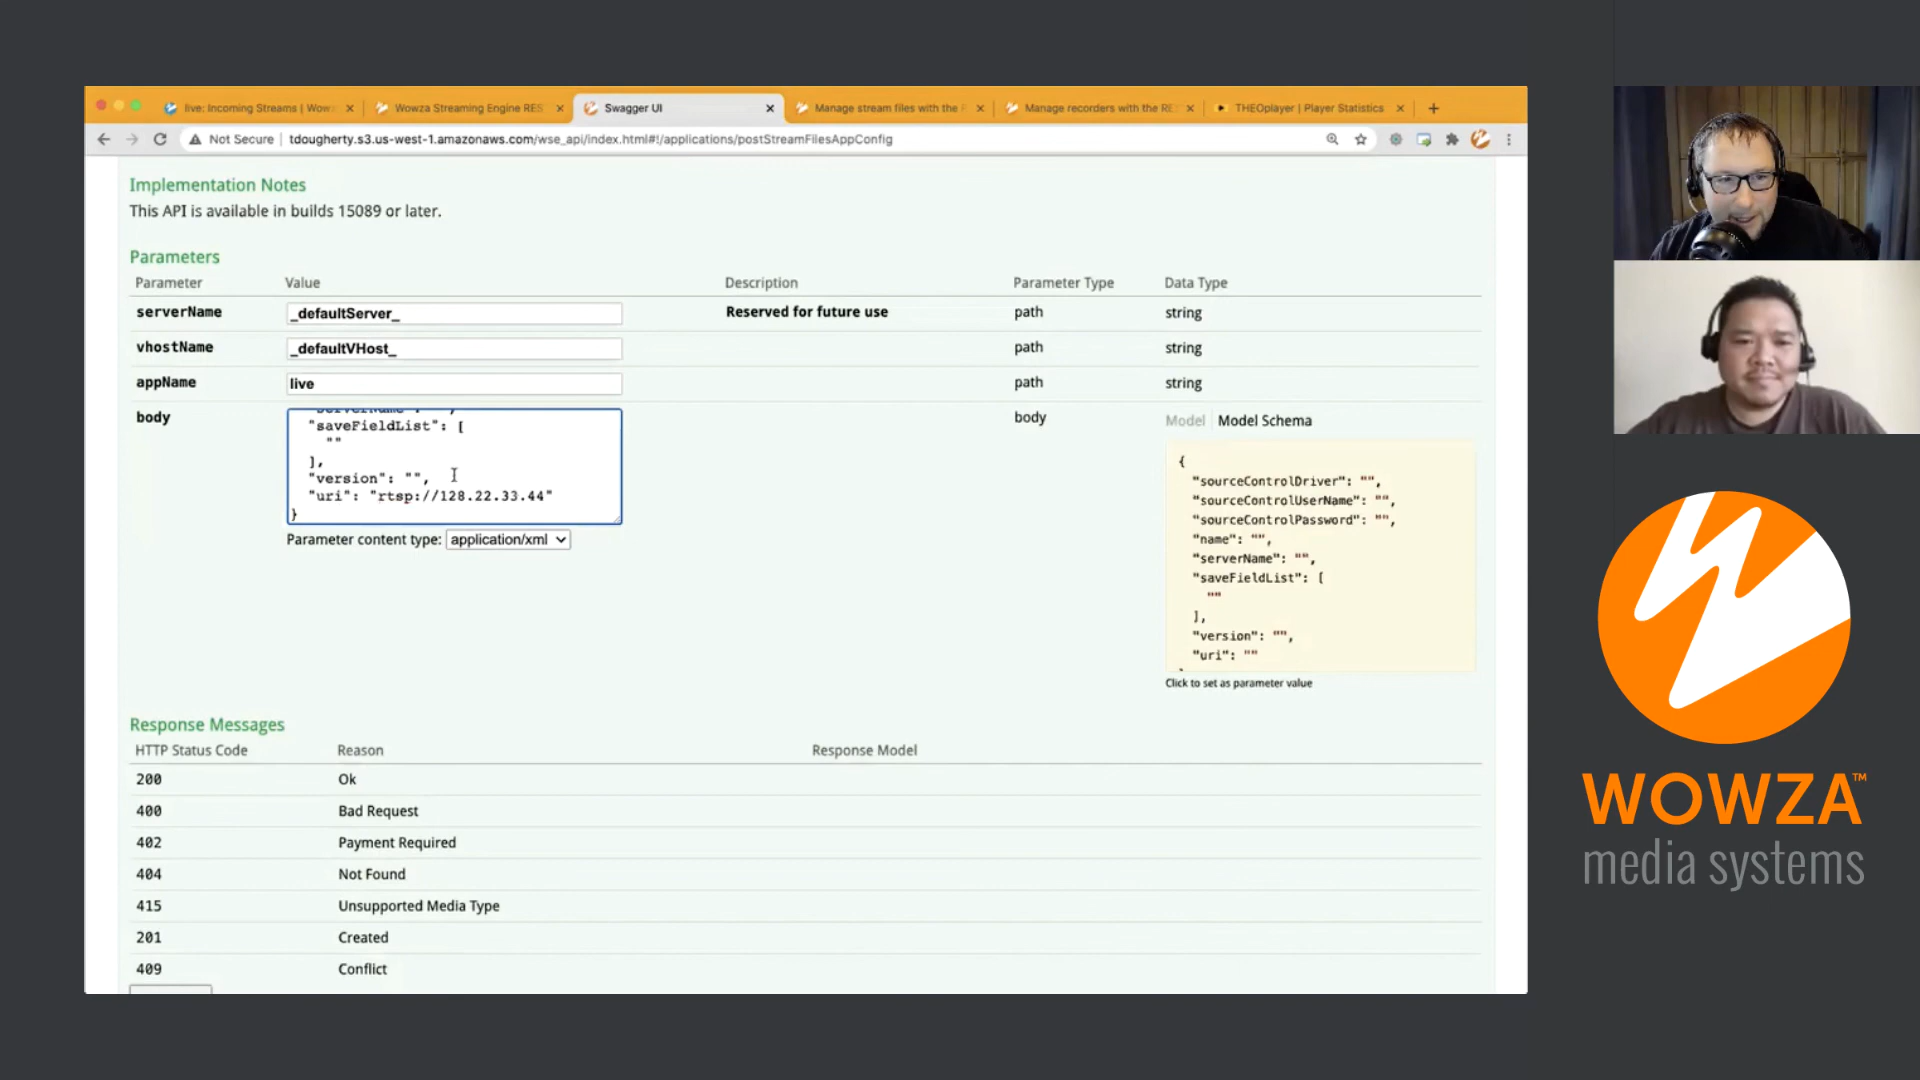 live: Incoming Streams | Wow
Wowza Streaming Engine RES
Swagger UI
Manage stream files with the
Manage recorders with the RE
THEOplayer | Player Statistics
Not Secure | tdougherty.s3.us-west-1.amazonaws.com/wse_api/index.html#!/applications/postStreamFilesAppConfig
Implementation Notes
This API is available in builds 15089 or later.
Parameters
Parameter Value Description Parameter Type Data Type
serverName _defaultServer_ Reserved for future use path string
vhostName _defaultVHost_ path string
appName live path string
body
"saveFieldList": [
""
],
"version": "",
"uri": "rtsp://128.22.33.44"
}
Parameter content type: application/xml
body
Model Model Schema
{
"sourceControlDriver": "",
"sourceControlUserName": "",
"sourceControlPassword": "",
"name": "",
"serverName": "",
"saveFieldList": [
""
],
"version": "",
"uri": ""
Click to set as parameter value
Response Messages
HTTP Status Code Reason Response Model
200 Ok
400 Bad Request
402 Payment Required
404 Not Found
415 Unsupported Media Type
201 Created
409 Conflict
WOWZA™
media systems